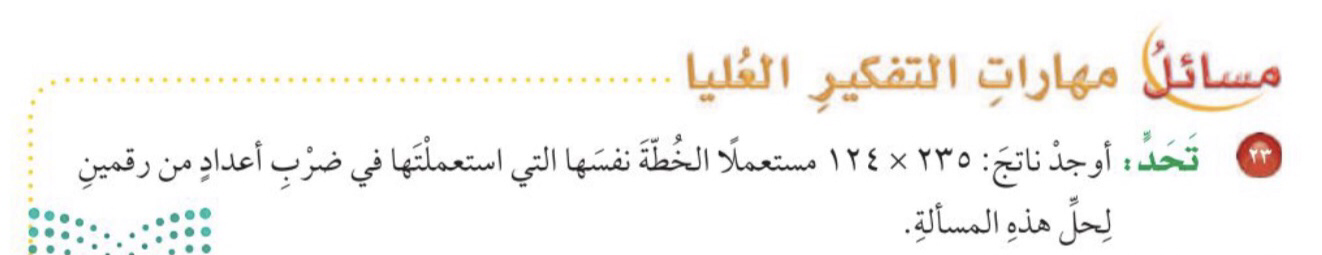 مسائلُ مهاراتِ التفكيرِ العُليا
٢٣ تَحَدٍّ: أوجدْ ناتجَ: ٢٣٥ × ١٢٤ مستعملًا الخُطّةَ نفسَها التي استعملْتَها في ضرْبِ أعدادٍ من رقمينِ
لِحلِّ هذهِ المسألةِ.